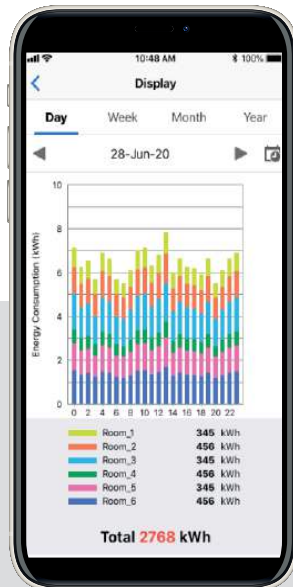 10:48 AM 100%
Display
Day Week Month Year
28-Jun-20
Energy Consumption (kWh)
10
8
6
4
2
0
0 2 4 6 8 10 12 14 16 18 20 22
Room_1 345 kWh
Room_2 456 kWh
Room_3 345 kWh
Room_4 456 kWh
Room_5 345 kWh
Room_6 456 kWh
Total 2768 kWh